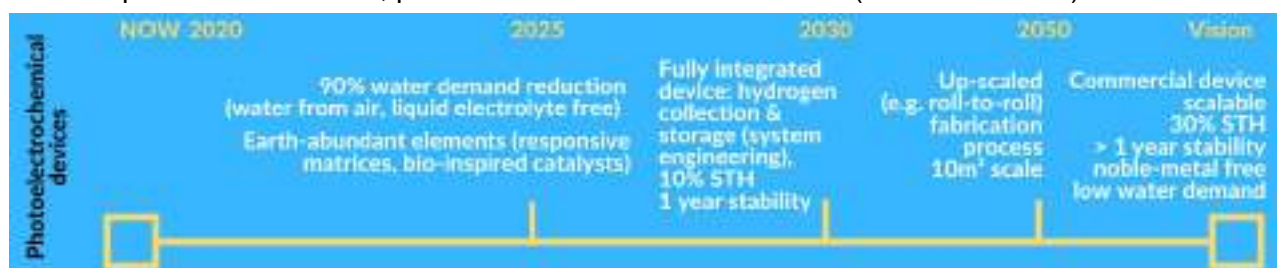 Photoelectrochemical
devices
NOW 2020
2025
2030
2050
Vision
90% water demand reduction
(water from air, liquid electrolyte free)
Earth-abundant elements (responsive
matrices, bio-inspired catalysts)
Fully integrated
device: hydrogen
collection &
storage (system
engineering),
10% STH
1 year stability
Up-scaled
(e.g. roll-to-roll)
fabrication
process
10m² scale
Commercial device
scalable
30% STH
> 1 year stability
noble-metal free
low water demand